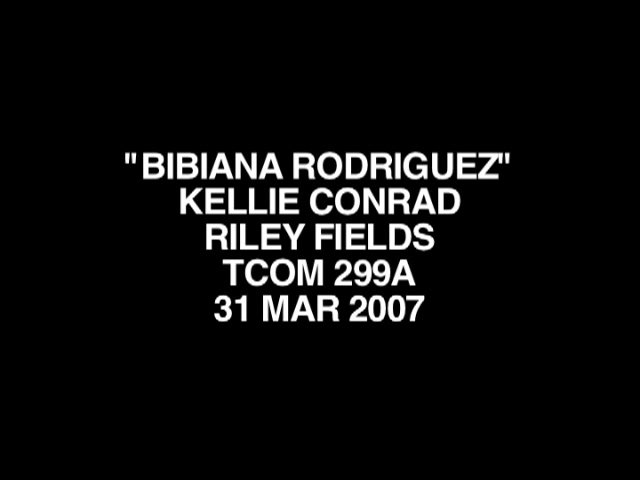 "BIBIANA RODRIGUEZ"
KELLIE CONRAD
RILEY FIELDS
TCOM 299A
31 MAR 2007